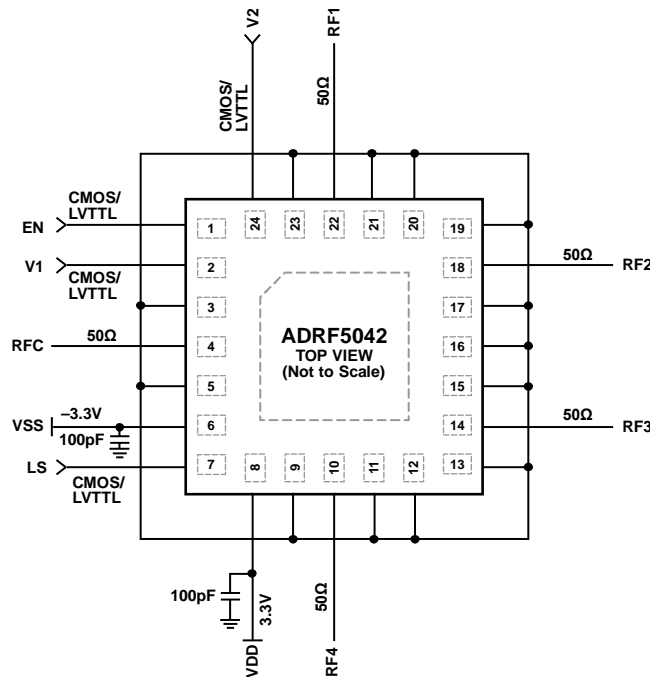 V2
RF1
CMOS/
LVTTL
50Ω
EN
CMOS/
LVTTL
1
24
23
22
21
20
19
V1
CMOS/
LVTTL
2
18
50Ω
RF2
3
17
RFC
50Ω
4
ADRF5042
TOP VIEW
(Not to Scale)
16
5
15
VSS
–3.3V
100pF
6
14
50Ω
RF3
LS
CMOS/
LVTTL
7
8
9
10
11
12
13
100pF
3.3V
50Ω
VDD
RF4